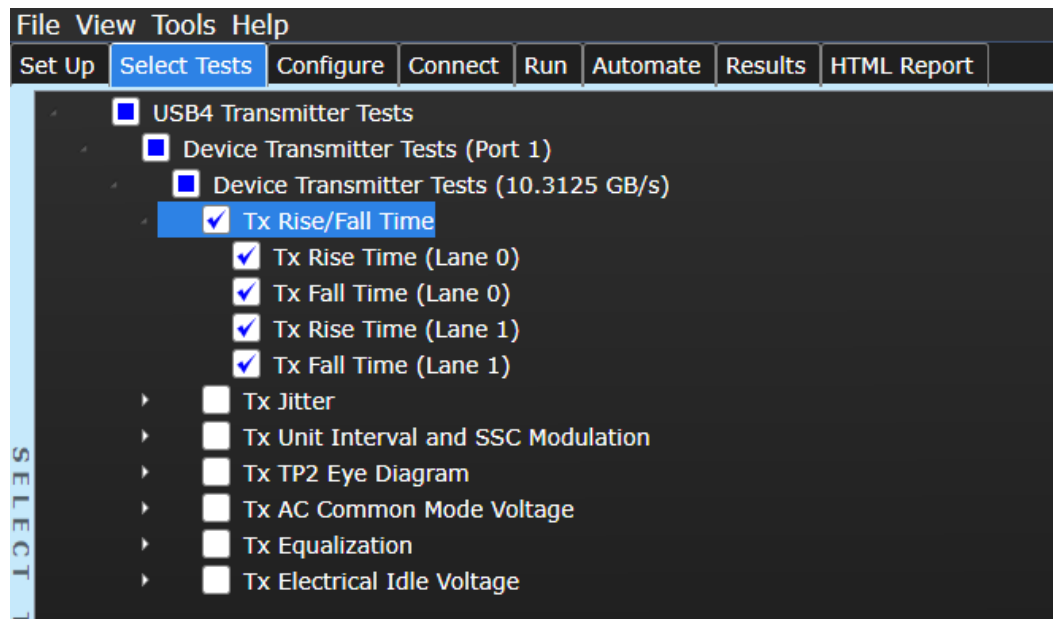 File View Tools Help
Set Up Select Tests Configure Connect Run Automate Results HTML Report
USB4 Transmitter Tests
Device Transmitter Tests (Port 1)
Device Transmitter Tests (10.3125 GB/s)
Tx Rise/Fall Time
Tx Rise Time (Lane 0)
Tx Fall Time (Lane 0)
Tx Rise Time (Lane 1)
Tx Fall Time (Lane 1)
Tx Jitter
Tx Unit Interval and SSC Modulation
Tx TP2 Eye Diagram
Tx AC Common Mode Voltage
Tx Equalization
Tx Electrical Idle Voltage
SELECT